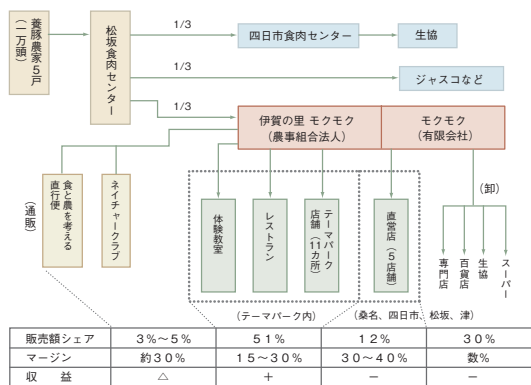 養豚農家5戸
(一万頭)
松坂食肉センター
1/3
四日市食肉センター
生協
1/3
ジャスコなど
1/3
伊賀の里 モクモク
(農事組合法人)
モクモク
(有限会社)
(通販)
食と農を考える
直行便
ネイチャークラブ
体験教室
レストラン
テーマパーク
店舗(11カ所)
直営店(5店舗)
(卸)
専門店
百貨店
生協
スーパー
(テーマパーク内)
(桑名、四日市、松坂、津)
販売額シェア 3%～5% 51% 12% 30%
マージン 約30% 15～30% 30～40% 数%
収 益 △ + − −